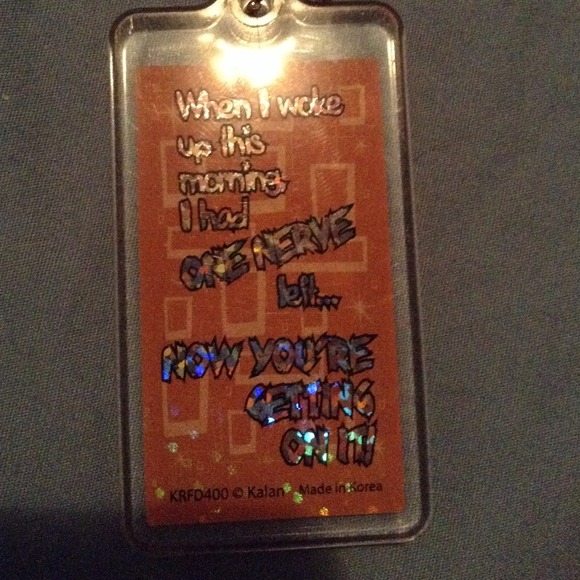 When I woke
up this
morning,
I had
ONE NERVE
left...
NOW YOU'RE
GETTING
ON IT!
KRFD400 © Kalan® Made in Korea